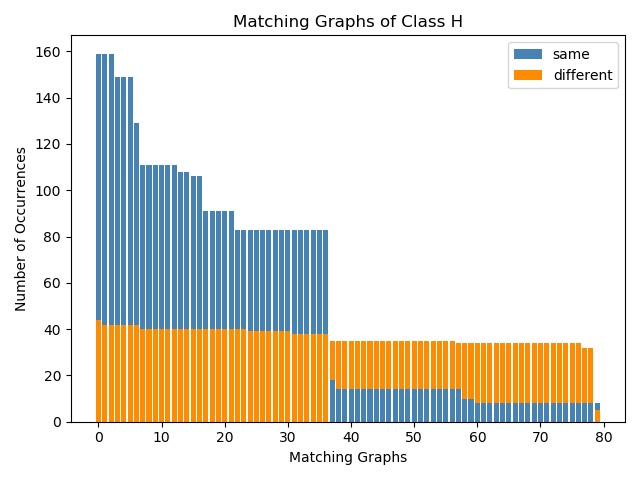 Matching Graphs of Class H
same
different
Number of Occurrences
160
140
120
100
80
60
40
20
0
0 10 20 30 40 50 60 70 80
Matching Graphs